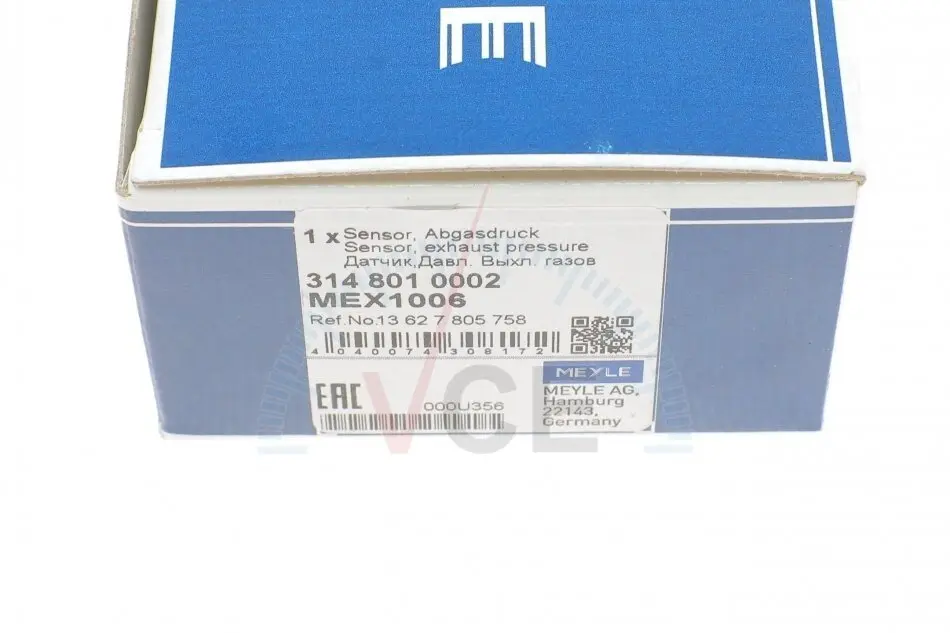 E
1 x Sensor, Abgasdruck
Sensor, exhaust pressure
Датчик,Давл. Выхл. газов
314 801 0002
MEX1006
Ref.No.13 62 7 805 758
4 040074 308172
EAC
000U356
MEYLE
MEYLE AG,
Hamburg
22143,
Germany
VCE